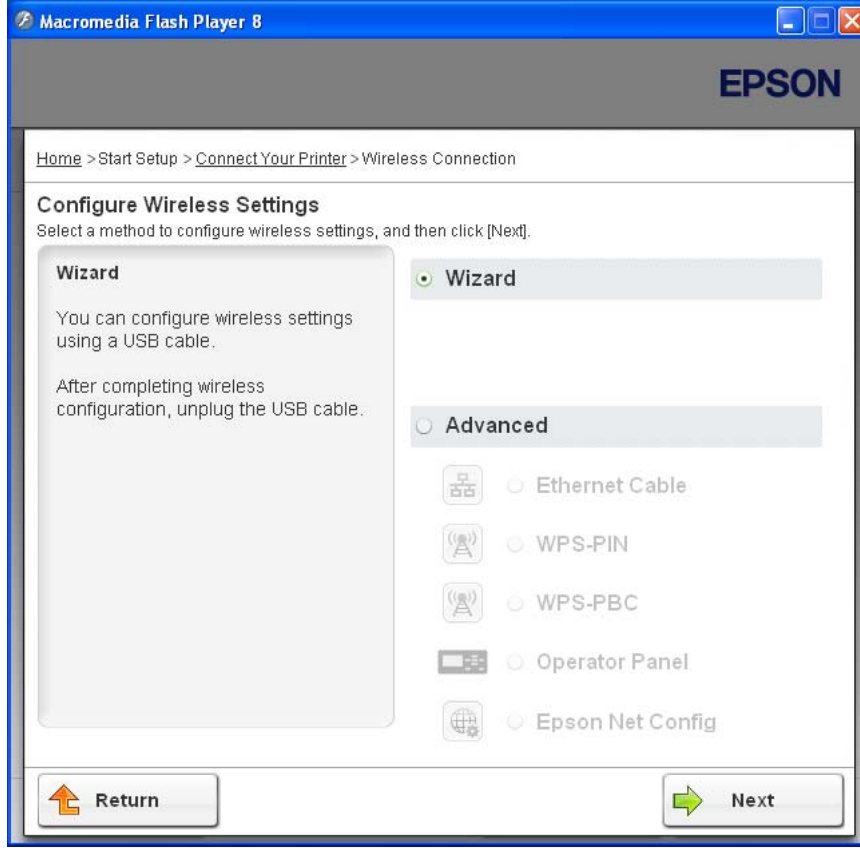 Macromedia Flash Player 8
EPSON
Home > Start Setup > Connect Your Printer > Wireless Connection
Configure Wireless Settings
Select a method to configure wireless settings, and then click [Next].
Wizard
You can configure wireless settings
using a USB cable.
After completing wireless
configuration, unplug the USB cable.
Wizard
Advanced
Ethernet Cable
WPS-PIN
WPS-PBC
Operator Panel
Epson Net Config
Return
Next